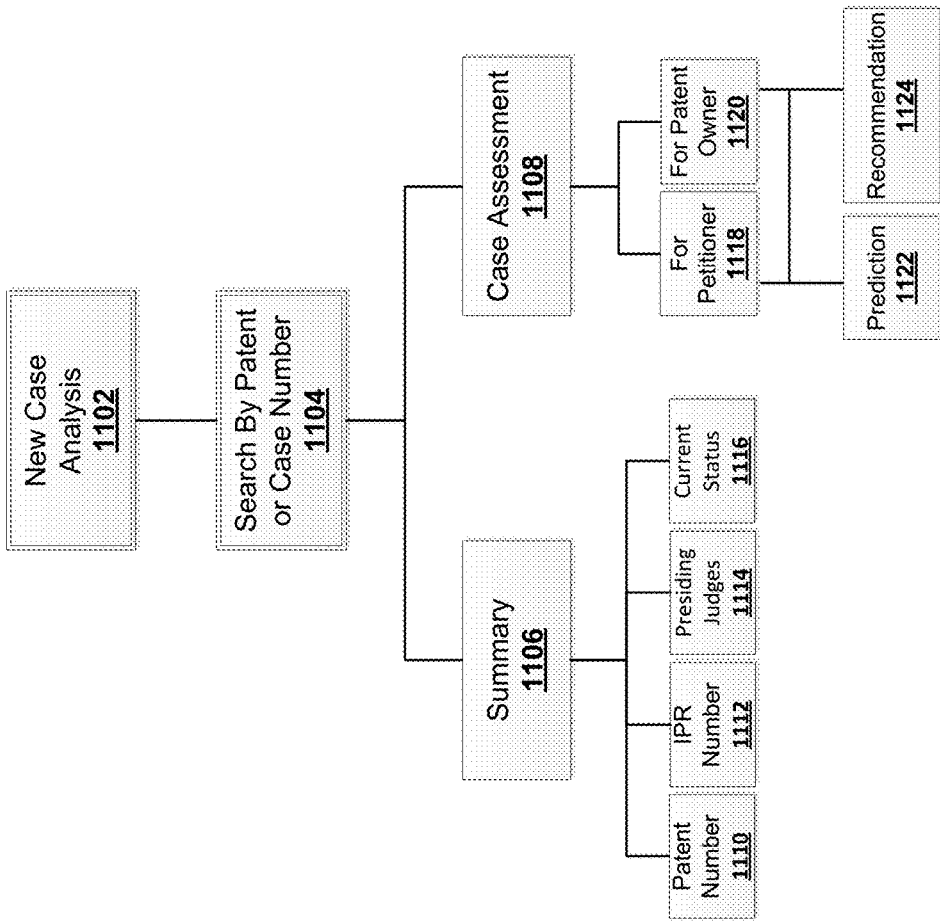 New Case
Analysis
1102
Search By Patent
or Case Number
1104
Summary
1106
Case Assessment
1108
Patent
Number
1110
IPR
Number
1112
Presiding
Judges
1114
Current
Status
1116
For
Petitioner
1118
For Patent
Owner
1120
Prediction
1122
Recommendation
1124